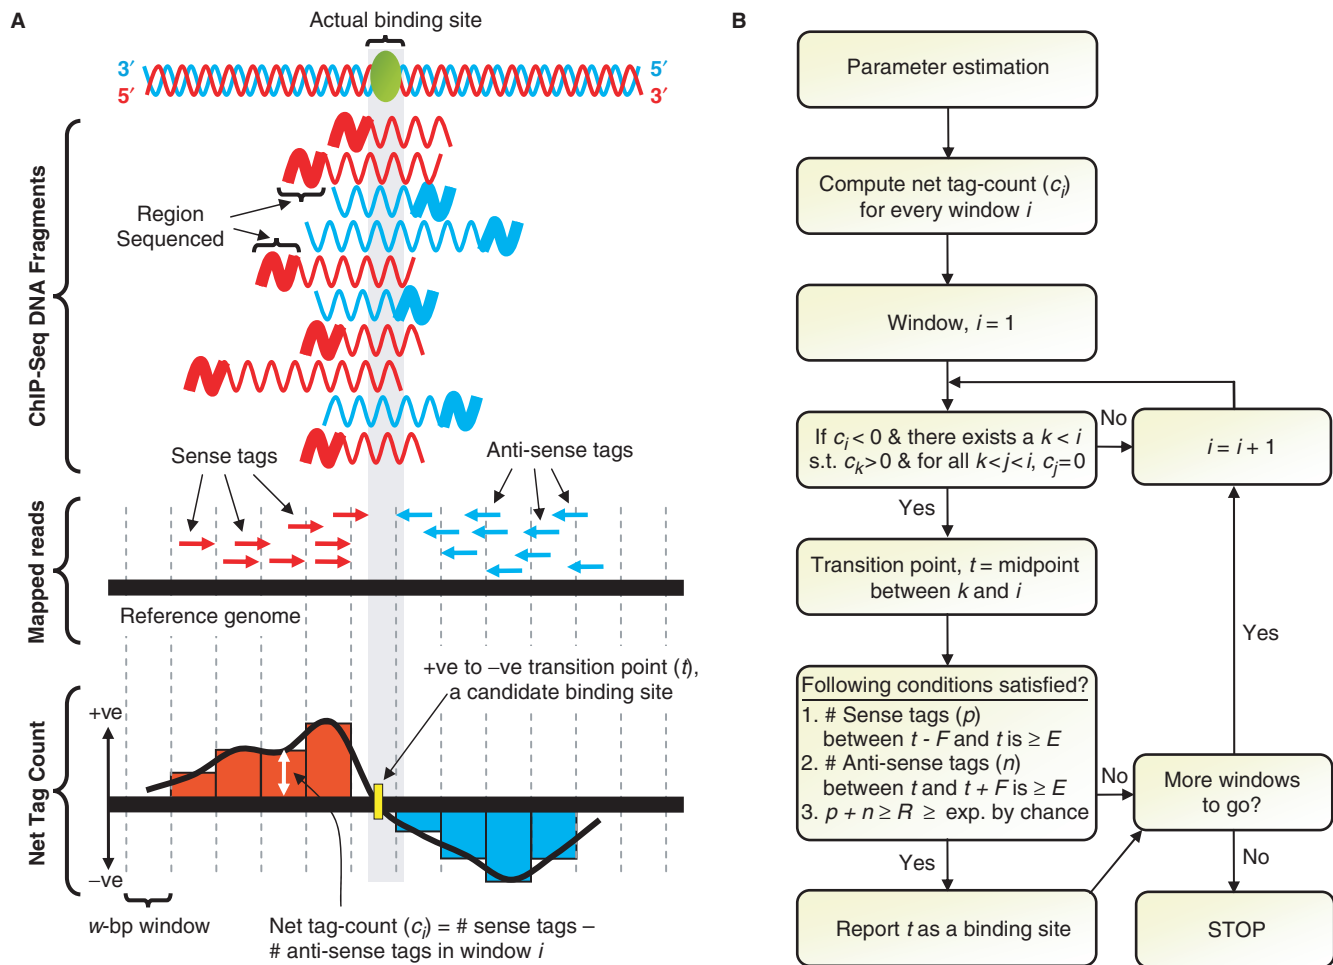 A
Actual binding site
3′
5′
5′
3′
ChIP-Seq DNA Fragments
Region
Sequenced
Sense tags
Anti-sense tags
Mapped reads
Reference genome
+ve to –ve transition point (t),
a candidate binding site
Net Tag Count
+ve
–ve
w-bp window
Net tag-count (ci) = # sense tags –
# anti-sense tags in window i
B
Parameter estimation
Compute net tag-count (ci)
for every window i
Window, i = 1
If ci < 0 & there exists a k < i
s.t. ck > 0 & for all k < j < i, cj = 0
No
i = i + 1
Yes
Transition point, t = midpoint
between k and i
Yes
Following conditions satisfied?
1. # Sense tags (p)
between t - F and t is ≥ E
2. # Anti-sense tags (n)
between t and t + F is ≥ E
3. p + n ≥ R ≥ exp. by chance
No
More windows
to go?
Yes
No
Report t as a binding site
STOP